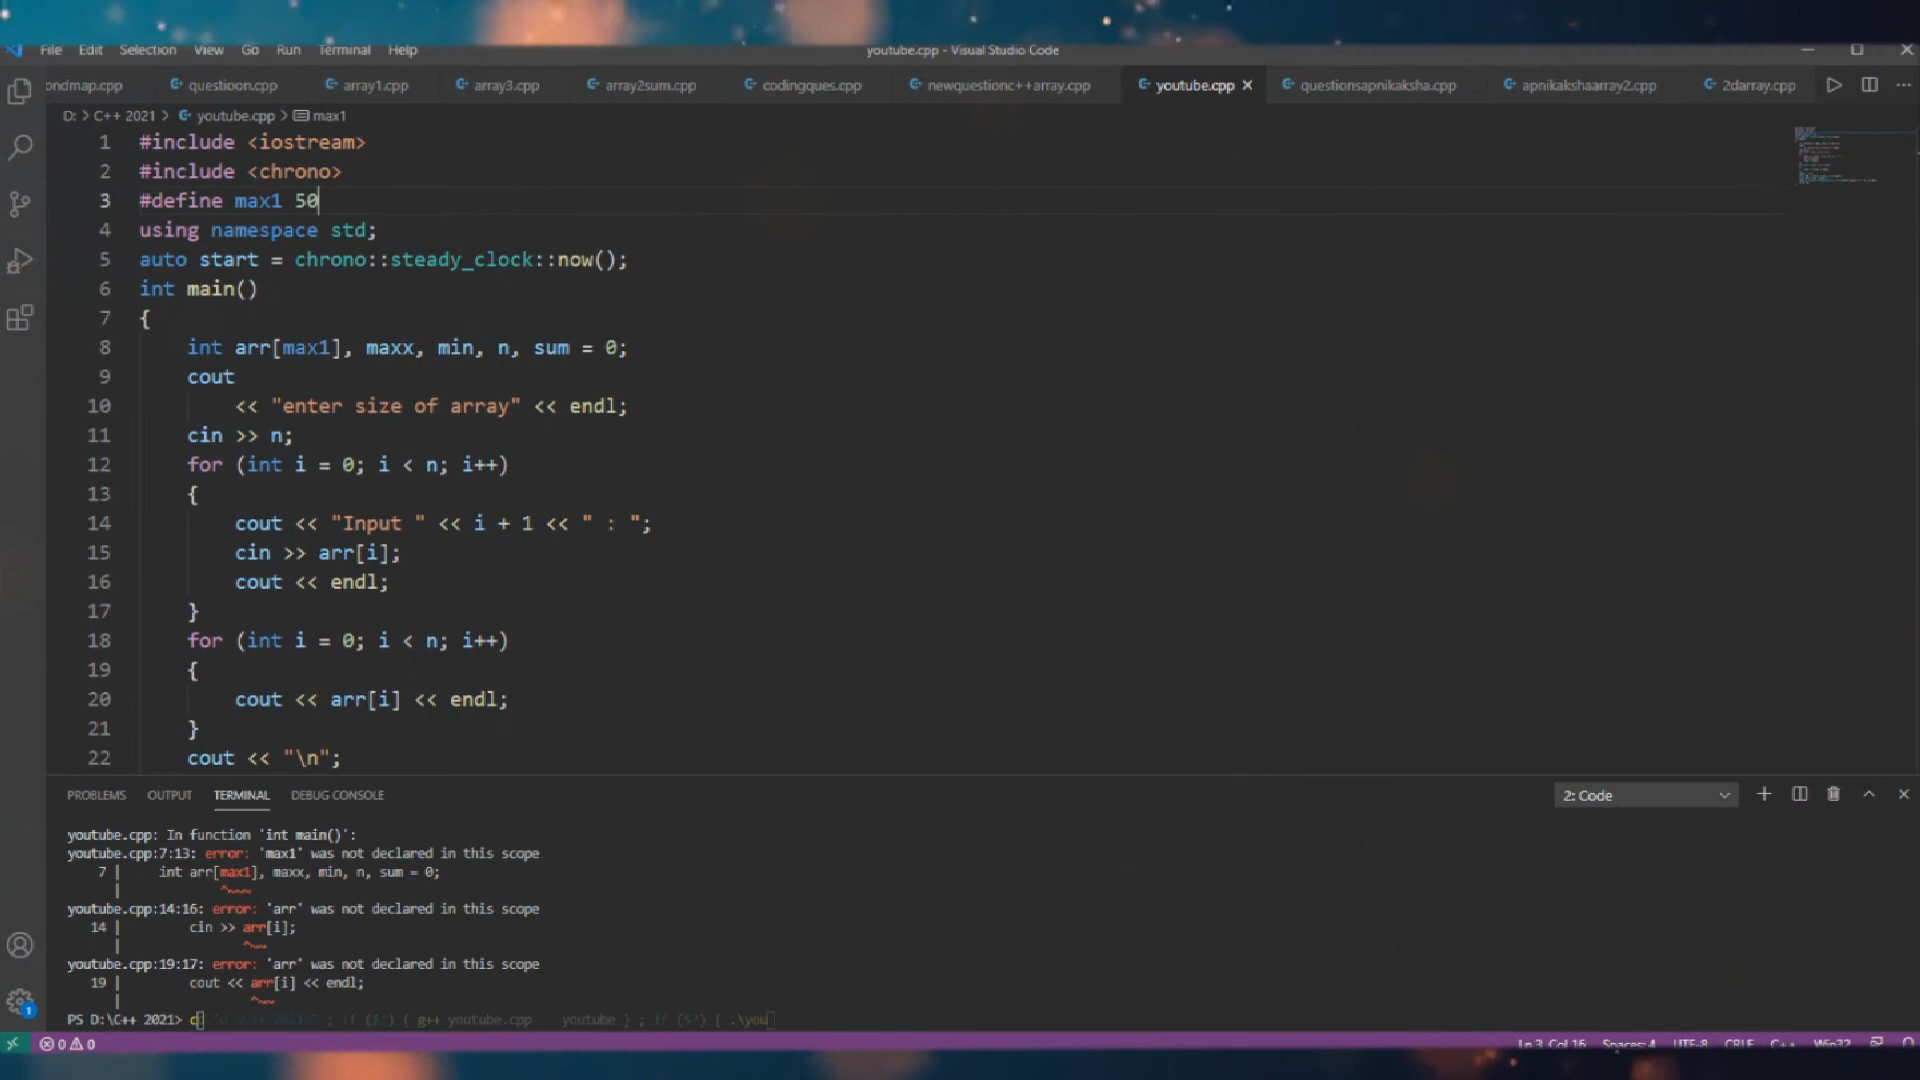 File Edit Selection View Go Run Terminal Help youtube.cpp - Visual Studio Code
ondmap.cpp questioon.cpp array1.cpp array3.cpp array2sum.cpp codingques.cpp newquestionc++array.cpp youtube.cpp questionsapnikaksha.cpp apnikakshaarray2.cpp 2darray.cpp
D: > C++ 2021 > youtube.cpp > max1
1 #include <iostream>
2 #include <chrono>
3 #define max1 50
4 using namespace std;
5 auto start = chrono::steady_clock::now();
6 int main()
7 {
8 int arr[max1], maxx, min, n, sum = 0;
9 cout
10 << "enter size of array" << endl;
11 cin >> n;
12 for (int i = 0; i < n; i++)
13 {
14 cout << "Input " << i + 1 << " : ";
15 cin >> arr[i];
16 cout << endl;
17 }
18 for (int i = 0; i < n; i++)
19 {
20 cout << arr[i] << endl;
21 }
22 cout << "\n";
PROBLEMS OUTPUT TERMINAL DEBUG CONSOLE 2: Code
youtube.cpp: In function 'int main()':
youtube.cpp:7:13: error: 'max1' was not declared in this scope
7 | int arr[max1], maxx, min, n, sum = 0;
| ^~~~
youtube.cpp:14:16: error: 'arr' was not declared in this scope
14 | cin >> arr[i];
| ^~~
youtube.cpp:19:17: error: 'arr' was not declared in this scope
19 | cout << arr[i] << endl;
| ^~~
PS D:\C++ 2021> c ; if ($?) { g++ youtube.cpp youtube } ; if ($?) { .\you
0 0 Ln 3, Col 16 Spaces: 4 UTF-8 CRLF C++ Win32
1